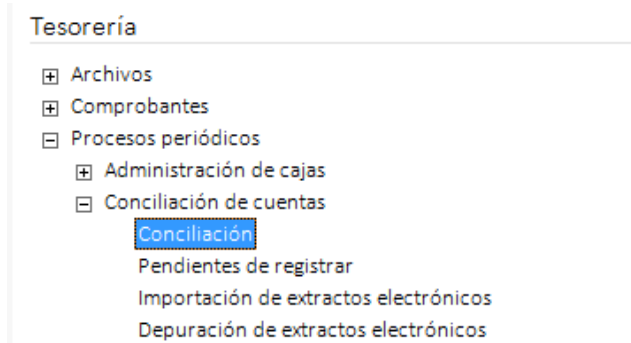 Tesorería
Archivos
Comprobantes
Procesos periódicos
Administración de cajas
Conciliación de cuentas
Conciliación
Pendientes de registrar
Importación de extractos electrónicos
Depuración de extractos electrónicos